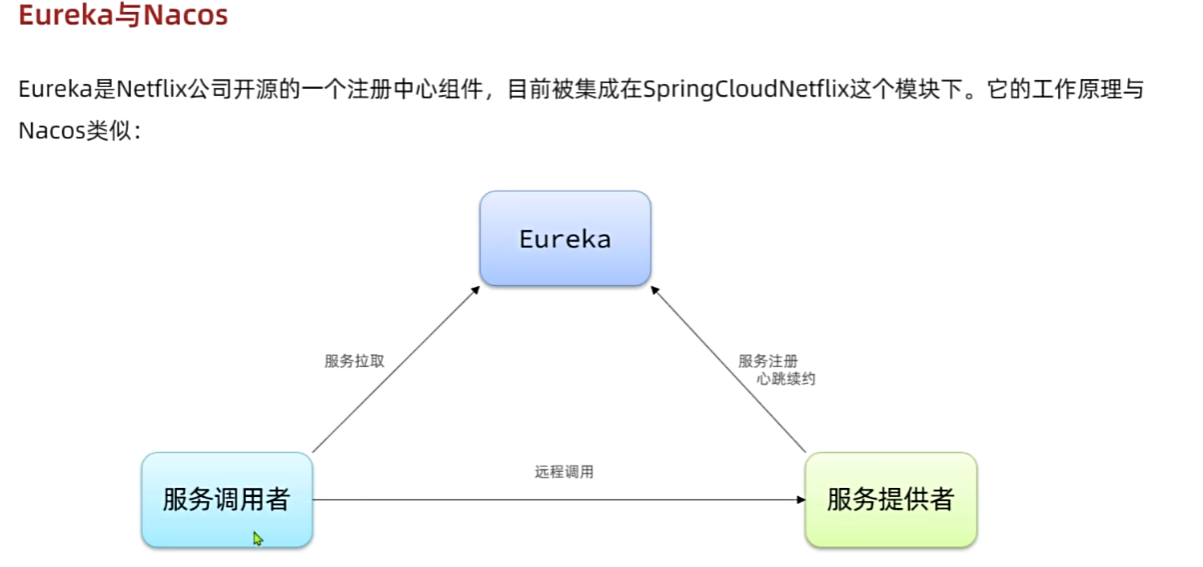 Eureka与Nacos
Eureka是Netflix公司开源的一个注册中心组件，目前被集成在SpringCloudNetflix这个模块下。它的工作原理与
Nacos类似：
Eureka
服务拉取
服务注册
心跳续约
远程调用
服务调用者
服务提供者